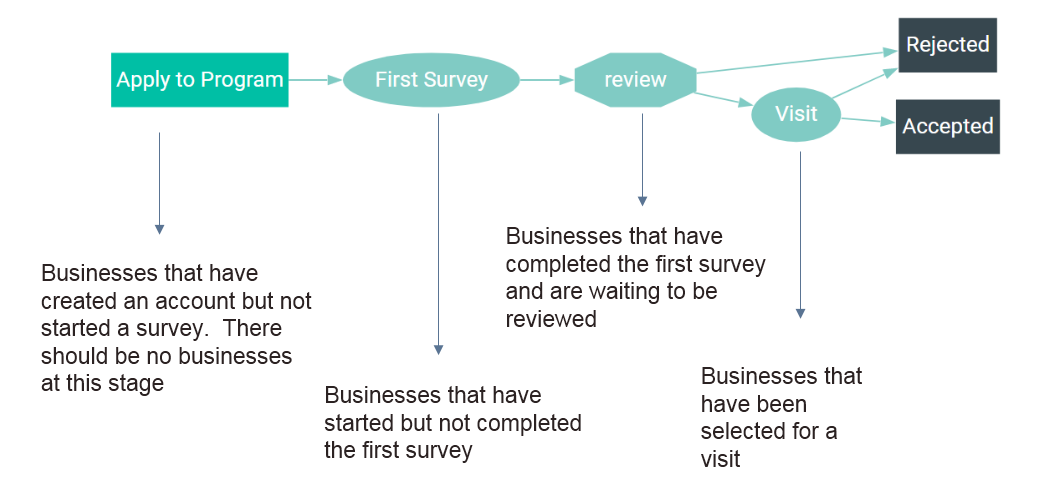 Apply to Program
First Survey
review
Visit
Rejected
Accepted
Businesses that have
created an account but not
started a survey.  There
should be no businesses
at this stage
Businesses that have
started but not completed
the first survey
Businesses that have
completed the first survey
and are waiting to be
reviewed
Businesses that
have been
selected for a
visit